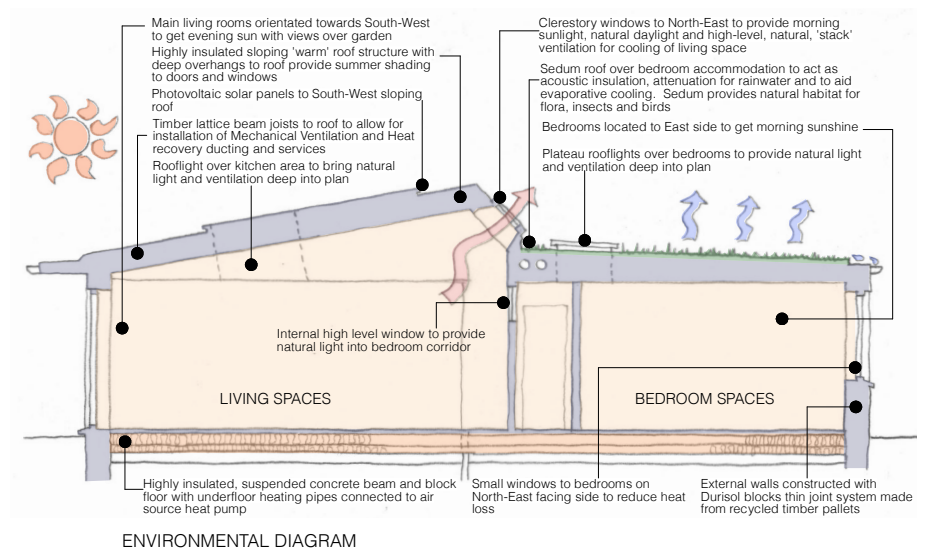 Main living rooms orientated towards South-West
to get evening sun with views over garden
Highly insulated sloping 'warm' roof structure with
deep overhangs to roof provide summer shading
to doors and windows
Photovoltaic solar panels to South-West sloping
roof
Timber lattice beam joists to roof to allow for
installation of Mechanical Ventilation and Heat
recovery ducting and services
Rooflight over kitchen area to bring natural
light and ventilation deep into plan
Clerestory windows to North-East to provide morning
sunlight, natural daylight and high-level, natural, 'stack'
ventilation for cooling of living space
Sedum roof over bedroom accommodation to act as
acoustic insulation, attenuation for rainwater and to aid
evaporative cooling. Sedum provides natural habitat for
flora, insects and birds
Bedrooms located to East side to get morning sunshine
Plateau rooflights over bedrooms to provide natural light
and ventilation deep into plan
Internal high level window to provide
natural light into bedroom corridor
LIVING SPACES
BEDROOM SPACES
Highly insulated, suspended concrete beam and block
floor with underfloor heating pipes connected to air
source heat pump
Small windows to bedrooms on
North-East facing side to reduce heat
loss
External walls constructed with
Durisol blocks thin joint system made
from recycled timber pallets
ENVIRONMENTAL DIAGRAM